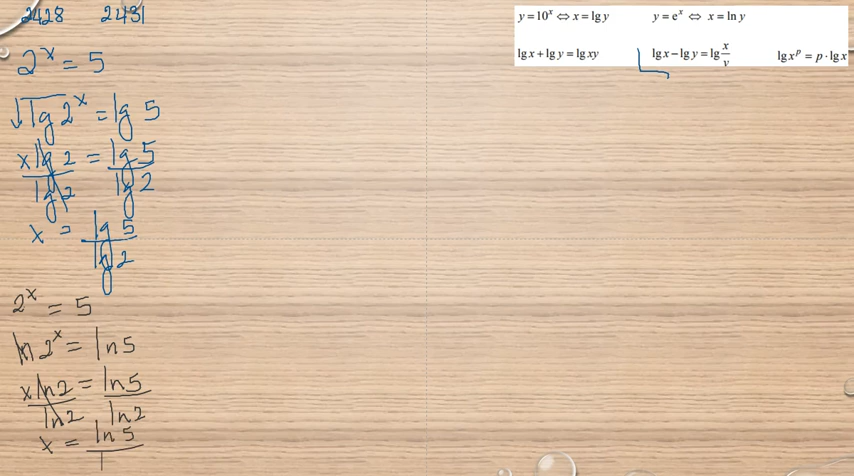 2428 2431
2^x = 5
lg 2^x = lg 5
x lg 2 / lg 2 = lg 5 / lg 2
x = lg 5 / lg 2
2^x = 5
ln 2^x = ln 5
x ln 2 / ln 2 = ln 5 / ln 2
x = ln 5 / l
y = 10^x ⇔ x = lg y y = e^x ⇔ x = ln y
lg x + lg y = lg xy lg x − lg y = lg x/y lg x^p = p · lg x